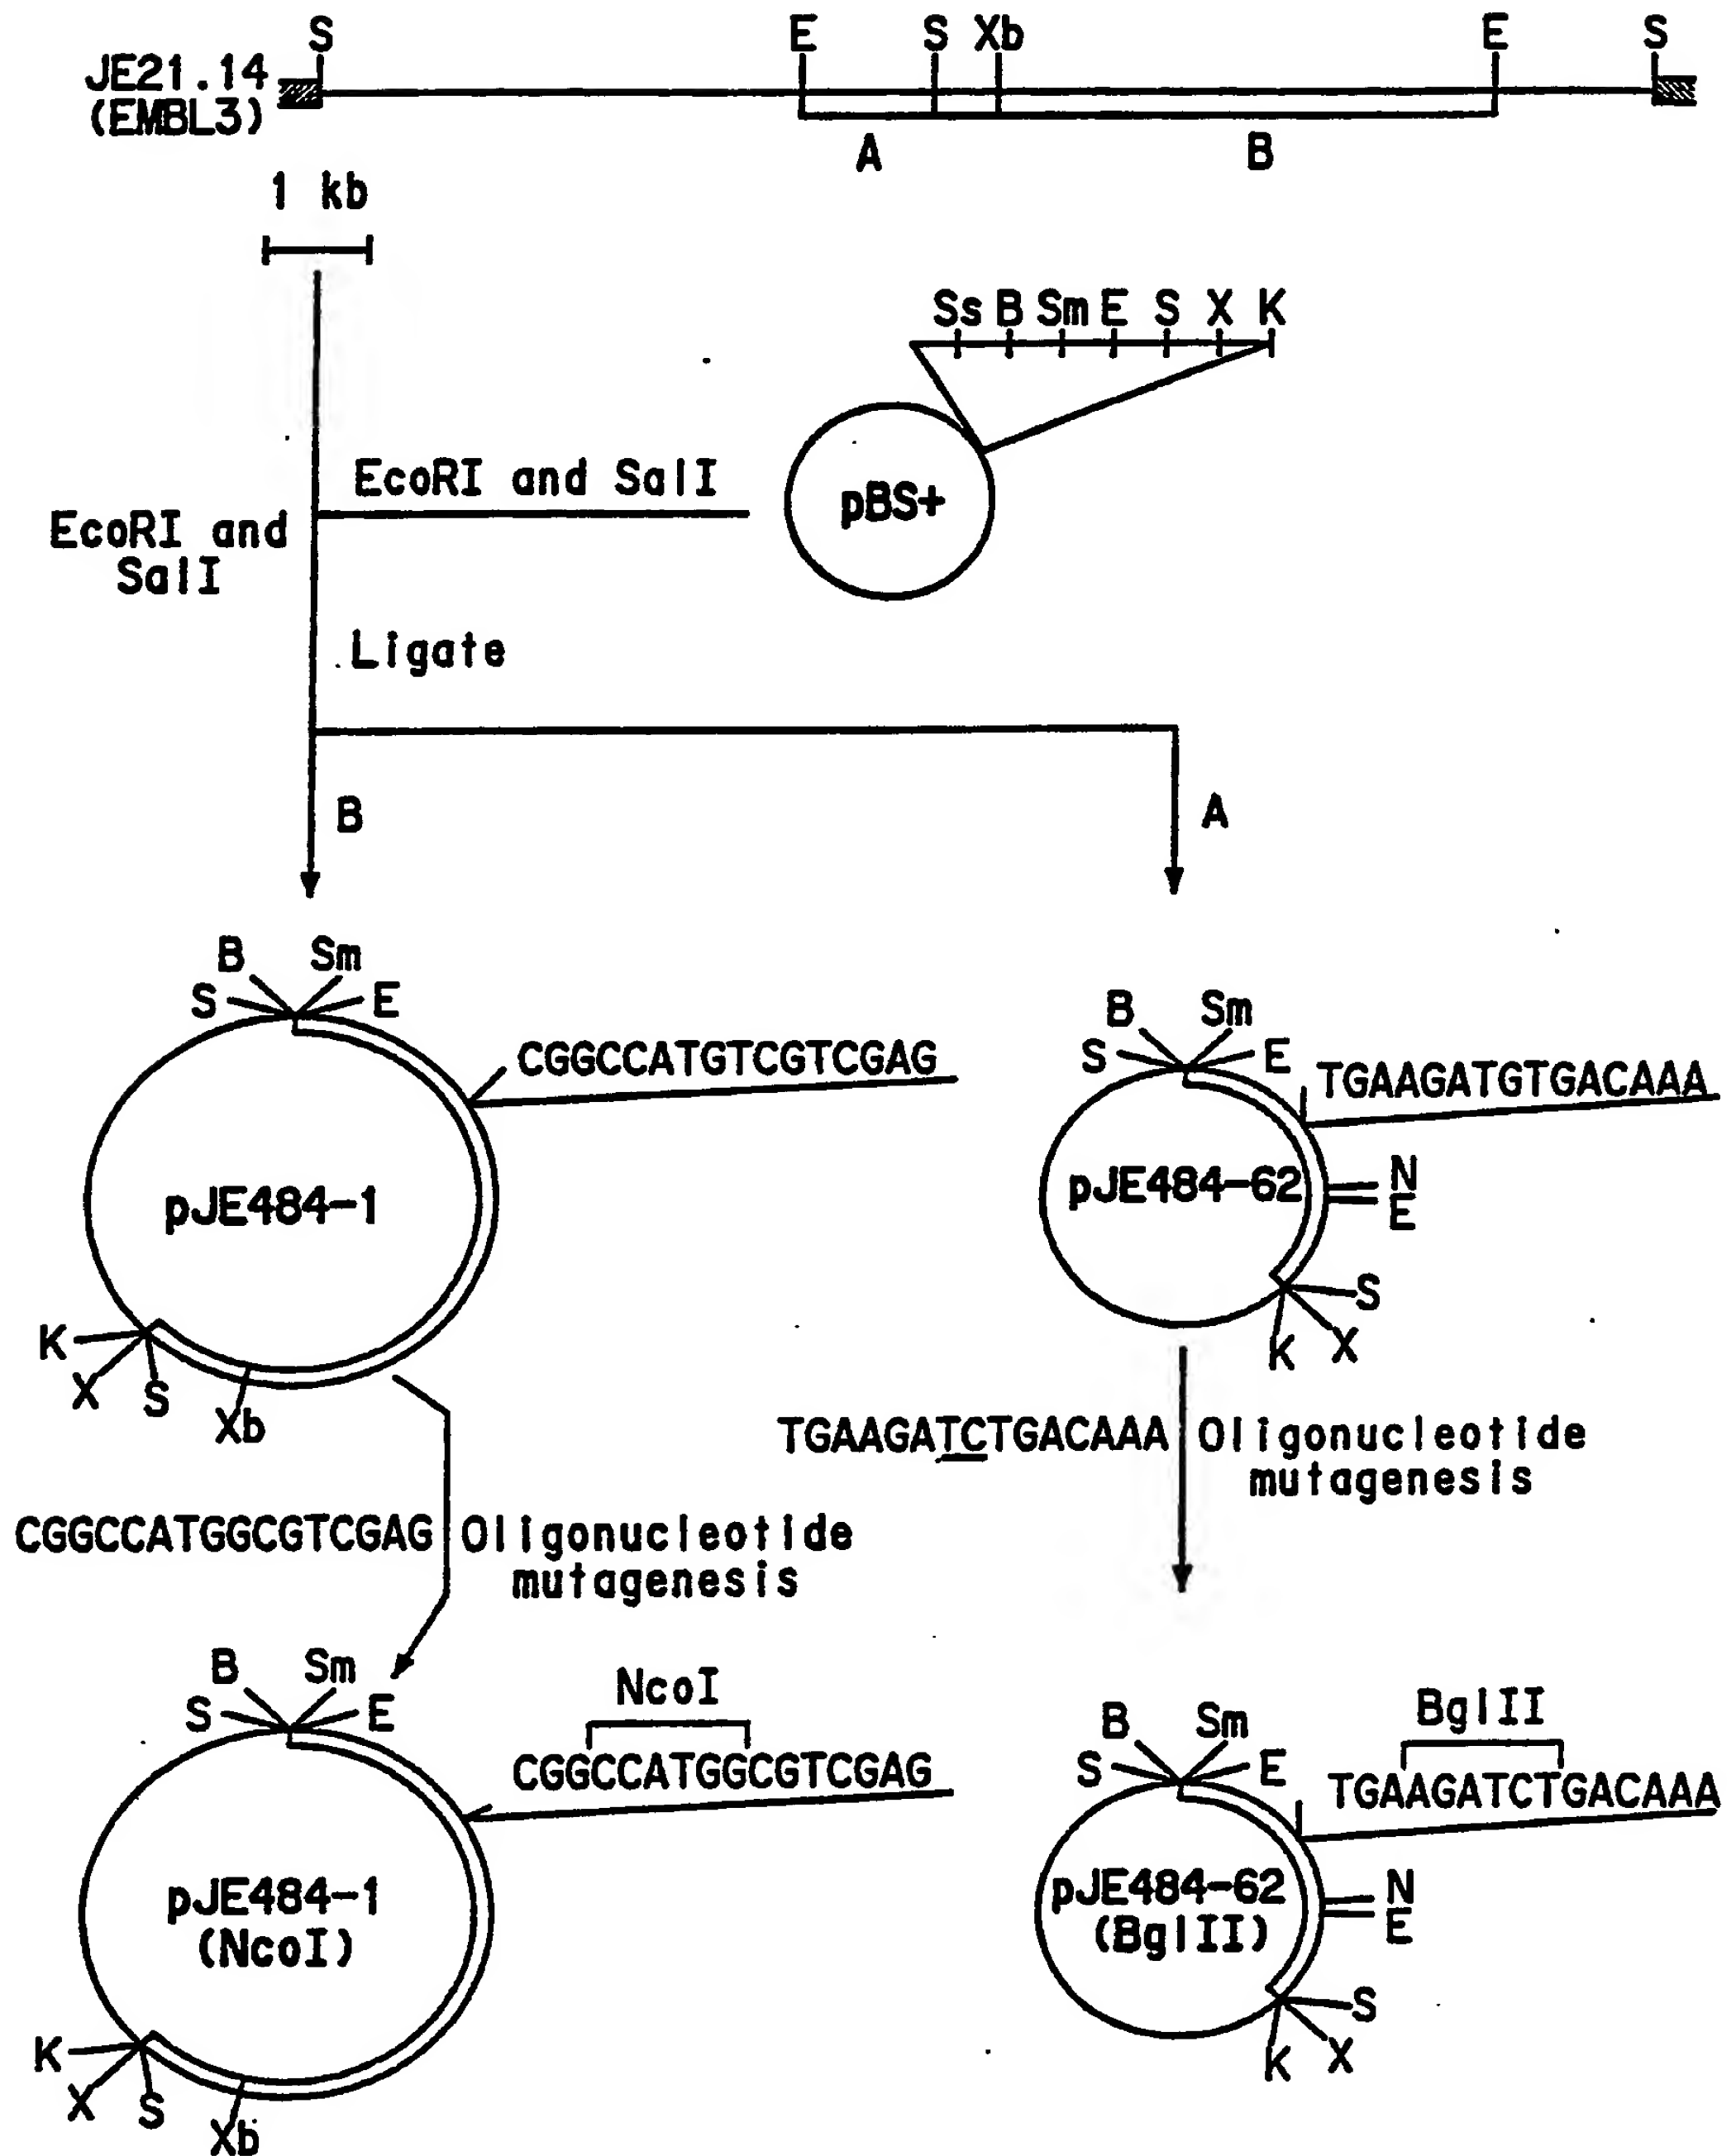 S E S Xb E S
JE21.14
(EMBL3)
A B
1 kb
Ss B Sm E S X K
EcoRI and SalI
pBS+
EcoRI and
SalI
Ligate
B A
B Sm
S E
CGGCCATGTCGTCGAG
pJE484-1
K
X S
Xb
B Sm
S E
TGAAGATGTGACAAA
pJE484-62
N
E
S
K X
TGAAGATCTGACAAA
Oligonucleotide
mutagenesis
CGGCCATGGCGTCGAG
Oligonucleotide
mutagenesis
B Sm
S E
NcoI
CGGCCATGGCGTCGAG
pJE484-1
(NcoI)
K
X S
Xb
B Sm
S E
BglII
TGAAGATCTGACAAA
pJE484-62
(BglII)
N
E
S
K X